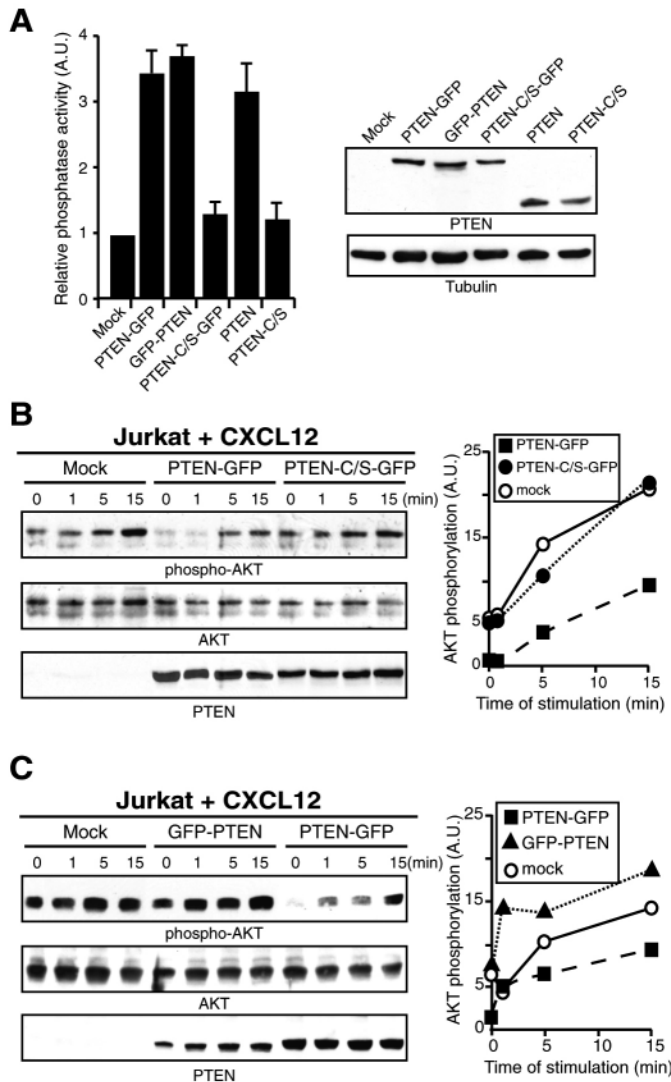 A
Relative phosphatase activity (A.U.)
4
3
2
1
0
Mock
PTEN-GFP
GFP-PTEN
PTEN-C/S-GFP
PTEN
PTEN-C/S
Mock
PTEN-GFP
GFP-PTEN
PTEN-C/S-GFP
PTEN
PTEN-C/S
PTEN
Tubulin
B
Jurkat + CXCL12
Mock PTEN-GFP PTEN-C/S-GFP
0 1 5 15 0 1 5 15 0 1 5 15 (min)
phospho-AKT
AKT
PTEN
PTEN-GFP
PTEN-C/S-GFP
mock
AKT phosphorylation (A.U.)
25
15
5
0
0 5 10 15
Time of stimulation (min)
C
Jurkat + CXCL12
Mock GFP-PTEN PTEN-GFP
0 1 5 15 0 1 5 15 0 1 5 15(min)
phospho-AKT
AKT
PTEN
PTEN-GFP
GFP-PTEN
mock
AKT phosphorylation (A.U.)
25
15
5
0
0 5 10 15
Time of stimulation (min)